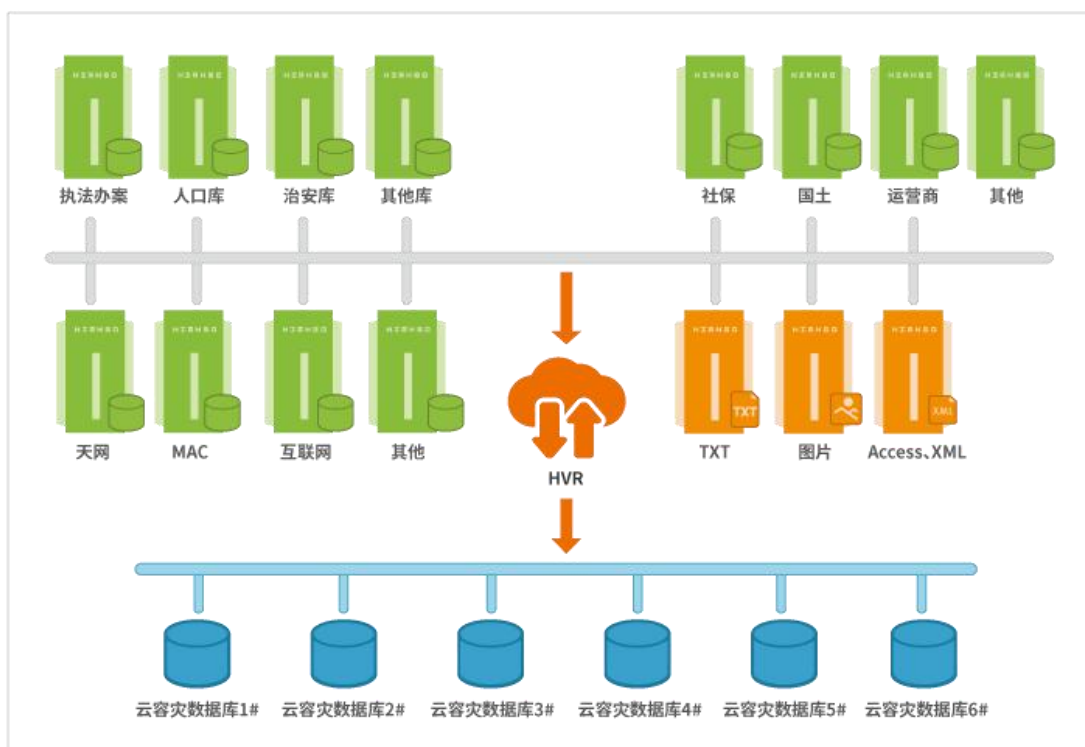 执法办案 人口库 治安库 其他库 社保 国土 运营商 其他
TXT XML
天网 MAC 互联网 其他 TXT 图片 Access、XML
HVR
云容灾数据库1# 云容灾数据库2# 云容灾数据库3# 云容灾数据库4# 云容灾数据库5# 云容灾数据库6#